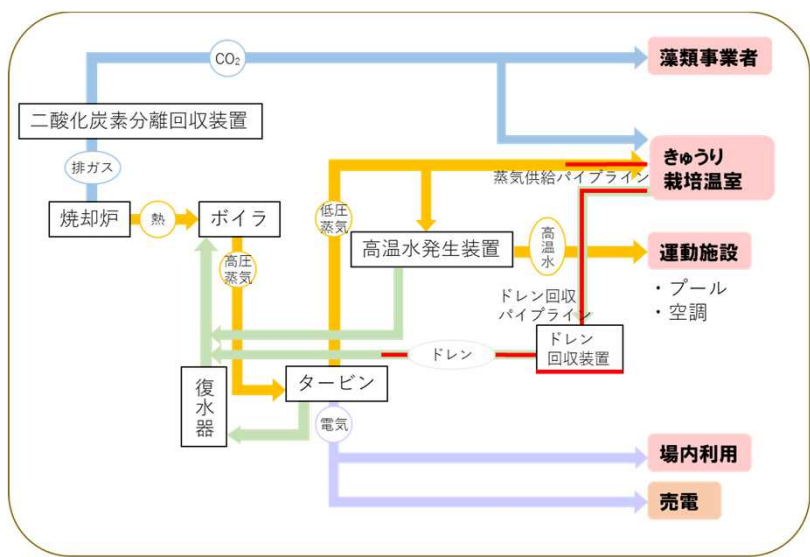 CO₂
藻類事業者
二酸化炭素分離回収装置
排ガス
きゅうり
栽培温室
蒸気供給パイプライン
焼却炉
熱
ボイラ
低圧
蒸気
高温水発生装置
高温水
運動施設
・プール
・空調
高圧
蒸気
ドレン回収
パイプライン
ドレン
ドレン
回収装置
復水器
タービン
電気
場内利用
売電